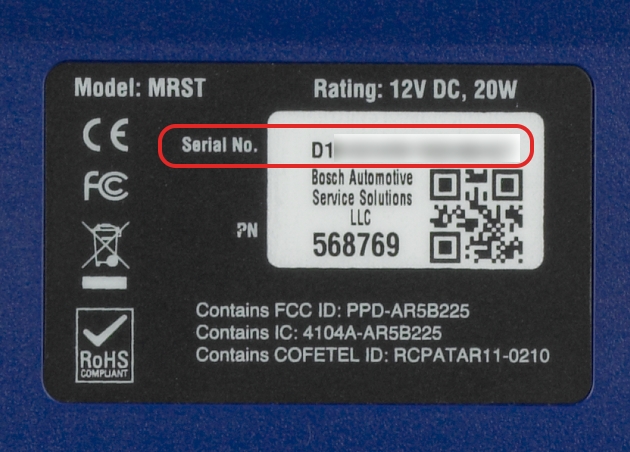 Model: MRST Rating: 12V DC, 20W
CE
Serial No. D1
FC
Bosch Automotive
Service Solutions
LLC
PN 568769
RoHS
COMPLIANT
Contains FCC ID: PPD-AR5B225
Contains IC: 4104A-AR5B225
Contains COFETEL ID: RCPATAR11-0210